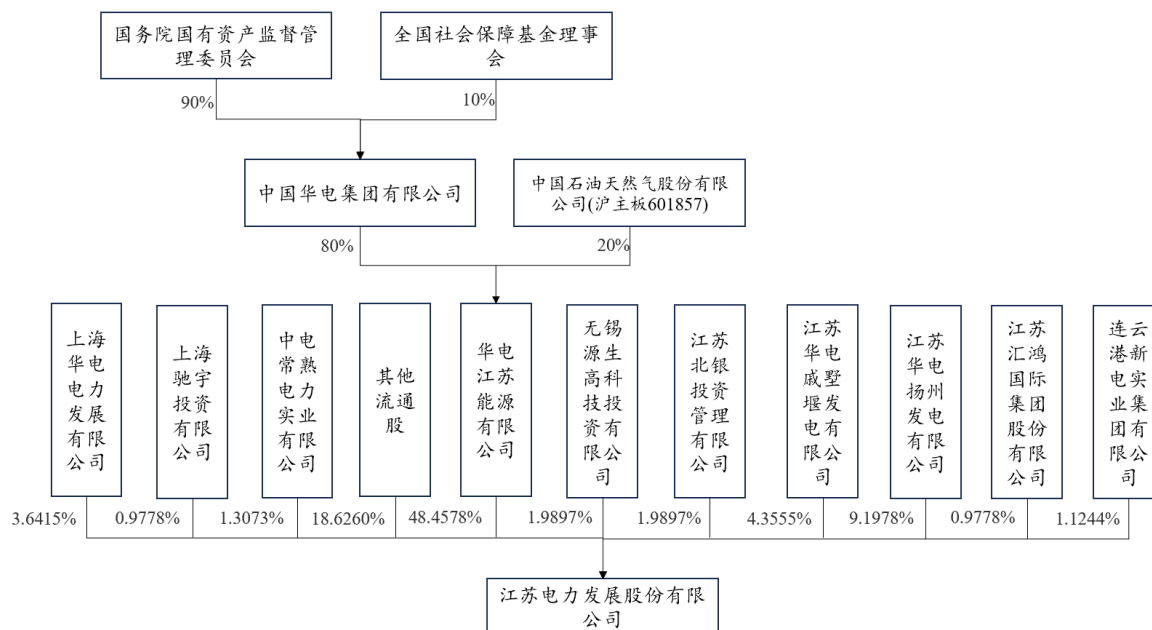 国务院国有资产监督管
理委员会
全国社会保障基金理事
会
90%
10%
中国华电集团有限公司
中国石油天然气股份有限
公司(沪主板601857)
80%
20%
上海
华电
电力
发展
有限
公司
上海
驰宇
投资
有限
公司
中电
常熟
电力
实业
有限
公司
其他
流通
股
华电
江苏
能源
有限
公司
无锡
源生
高科
技投
资有
限公
司
江苏
北银
投资
管理
有限
公司
江苏
华电
戚墅
堰发
电有
限公
司
江苏
华电
扬州
发电
有限
公司
江苏
汇鸿
国际
集团
股份
有限
公司
连云
港新
电实
业集
团有
限公
司
3.6415%
0.9778%
1.3073%
18.6260%
48.4578%
1.9897%
1.9897%
4.3555%
9.1978%
0.9778%
1.1244%
江苏电力发展股份有限
公司